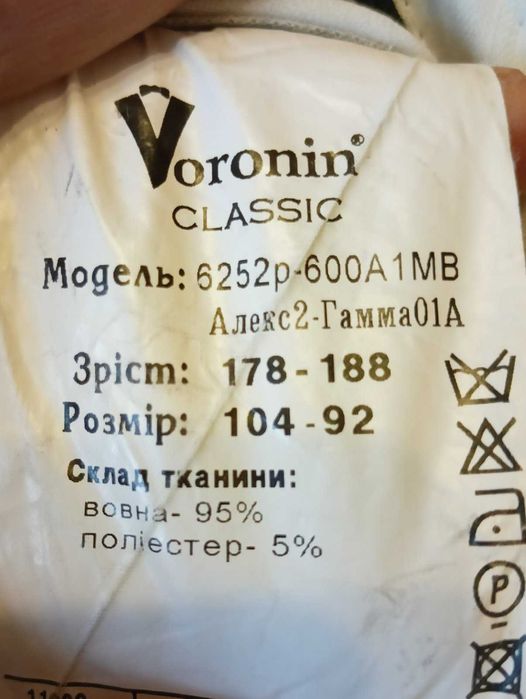 Voronin®
CLASSIC
Модель: 6252р-600А1МВ
Алекс2-Гамма01А
Зріст: 178-188
Розмір: 104-92
Склад тканини:
вовна- 95%
поліестер- 5%
P